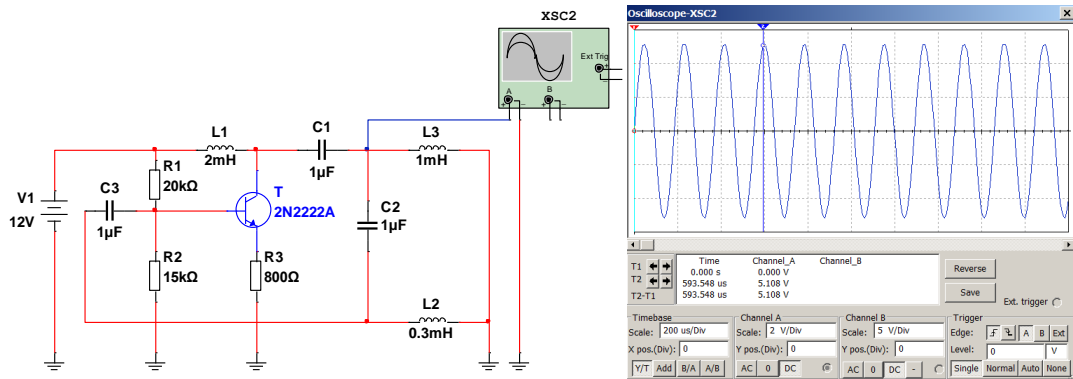 XSC2
Ext Trig
+
−
A
B
+ − + −
L1
2mH
C1
1µF
L3
1mH
R1
20kΩ
V1
12V
C3
1µF
T
2N2222A
C2
1µF
R2
15kΩ
R3
800Ω
L2
0.3mH
Oscilloscope-XSC2
Time Channel_A Channel_B
T1 0.000 s 0.000 V
T2 593.548 us 5.108 V
T2-T1 593.548 us 5.108 V
Reverse
Save
Ext. trigger
Timebase
Scale: 200 us/Div
X pos.(Div): 0
Y/T Add B/A A/B
Channel A
Scale: 2 V/Div
Y pos.(Div): 0
AC 0 DC
Channel B
Scale: 5 V/Div
Y pos.(Div): 0
AC 0 DC -
Trigger
Edge: A B Ext
Level: 0 V
Single Normal Auto None